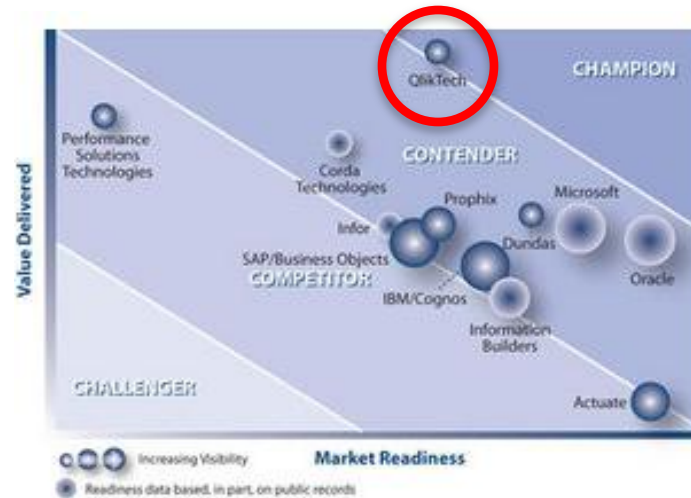 QlikTech
CHAMPION
Performance
Solutions
Technologies
Corda
Technologies
CONTENDER
Prophix
Microsoft
Infor
Dundas
SAP/Business Objects
Oracle
COMPETITOR
IBM/Cognos
Information
Builders
CHALLENGER
Actuate
Value Delivered
Increasing Visibility
Market Readiness
Readiness data based, in part, on public records